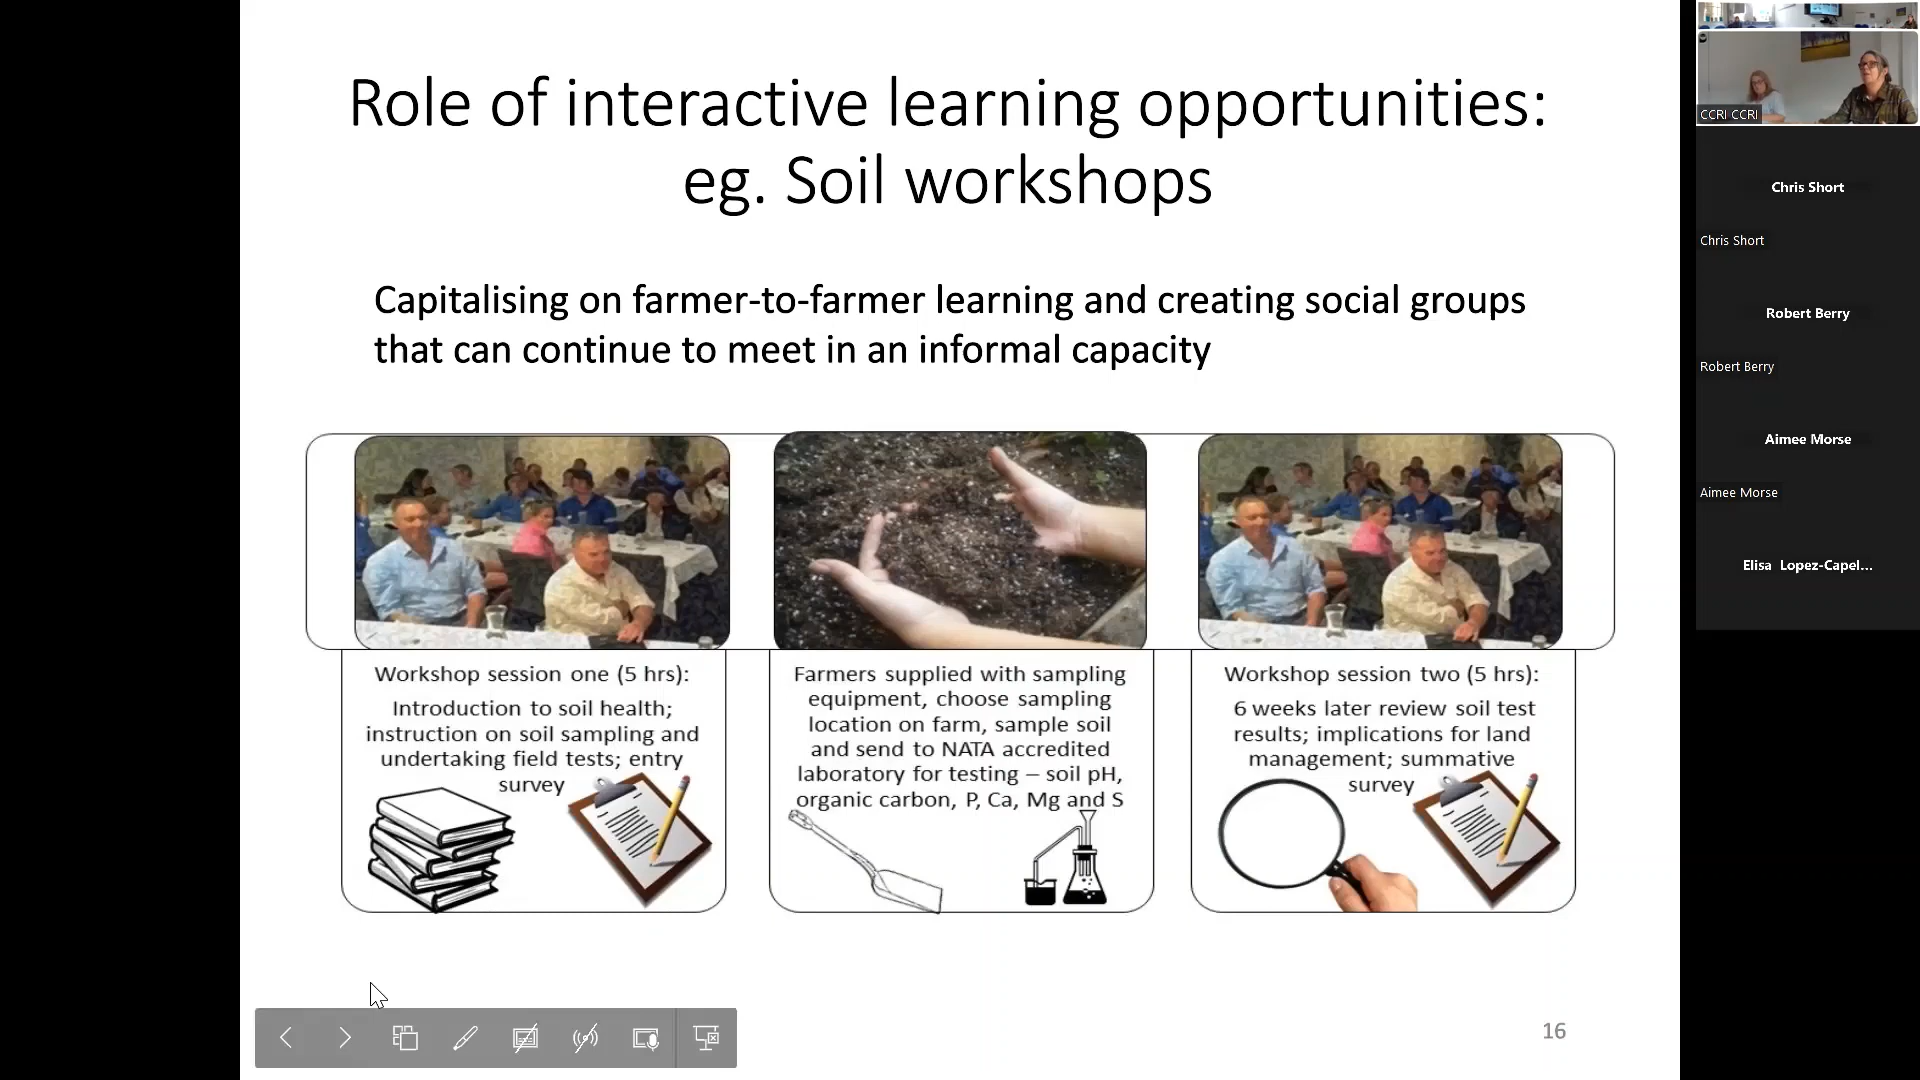 Role of interactive learning opportunities:
eg. Soil workshops
Capitalising on farmer-to-farmer learning and creating social groups
that can continue to meet in an informal capacity
Workshop session one (5 hrs):
Introduction to soil health;
instruction on soil sampling and
undertaking field tests; entry
survey
Farmers supplied with sampling
equipment, choose sampling
location on farm, sample soil
and send to NATA accredited
laboratory for testing – soil pH,
organic carbon, P, Ca, Mg and S
Workshop session two (5 hrs):
6 weeks later review soil test
results; implications for land
management; summative
survey
16
CCRI CCRI
Chris Short
Chris Short
Robert Berry
Robert Berry
Aimee Morse
Aimee Morse
Elisa Lopez-Capel...